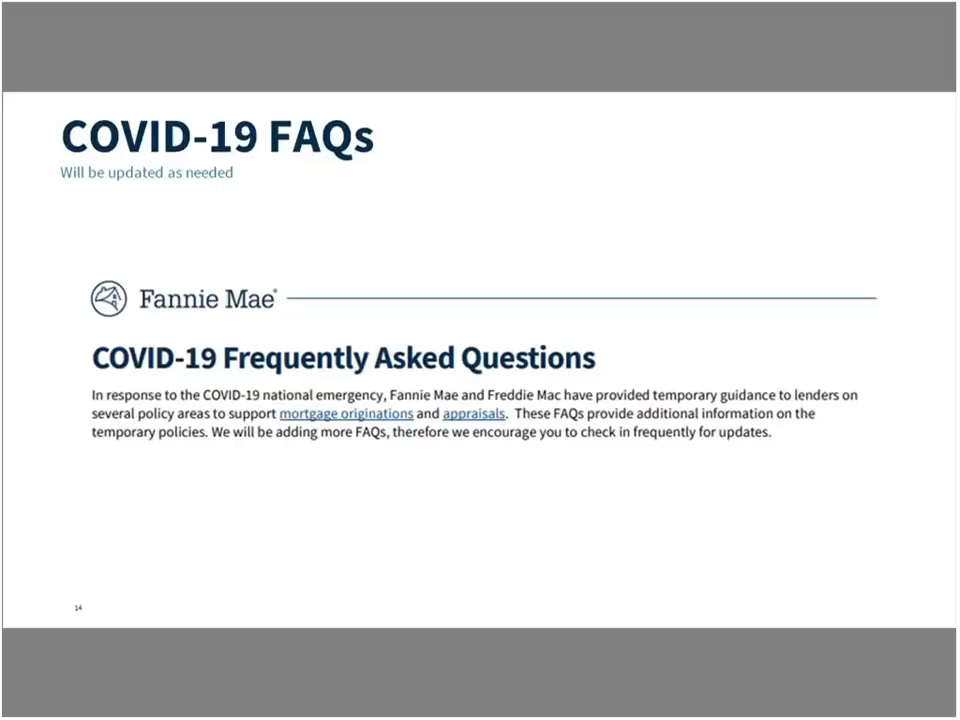 COVID-19 FAQs
Will be updated as needed
Fannie Mae®
COVID-19 Frequently Asked Questions
In response to the COVID-19 national emergency, Fannie Mae and Freddie Mac have provided temporary guidance to lenders on
several policy areas to support mortgage originations and appraisals. These FAQs provide additional information on the
temporary policies. We will be adding more FAQs, therefore we encourage you to check in frequently for updates.
14